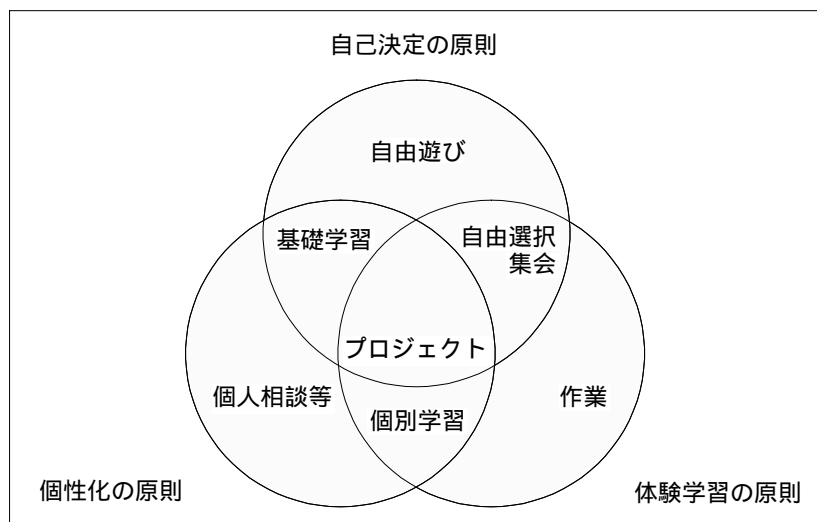 自己決定の原則
自由遊び
基礎学習
自由選択
集会
プロジェクト
個人相談等
作業
個別学習
個性化の原則
体験学習の原則